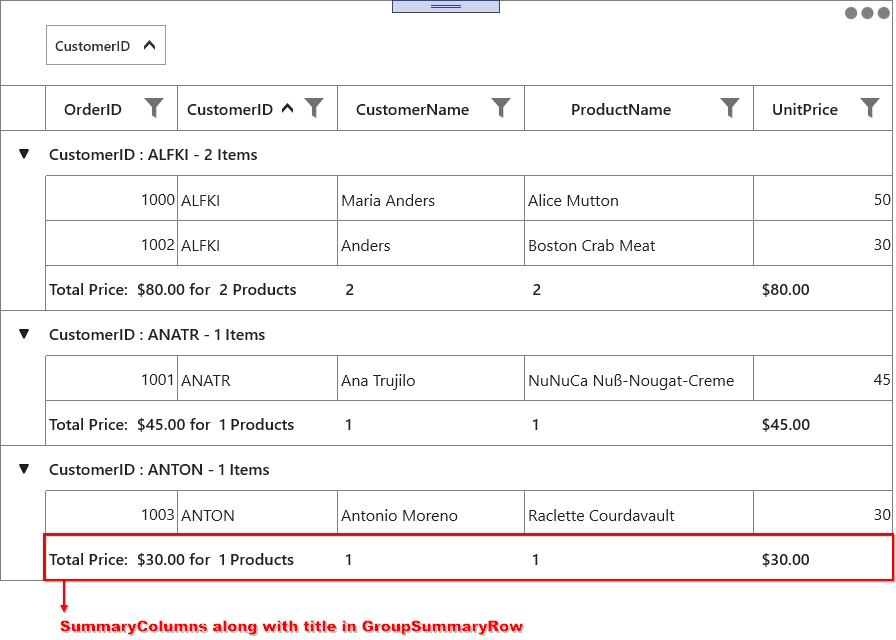 CustomerID
OrderID CustomerID CustomerName ProductName UnitPrice
CustomerID : ALFKI - 2 Items
1000 ALFKI Maria Anders Alice Mutton 50
1002 ALFKI Anders Boston Crab Meat 30
Total Price: $80.00 for 2 Products 2 2 $80.00
CustomerID : ANATR - 1 Items
1001 ANATR Ana Trujilo NuNuCa Nuß-Nougat-Creme 45
Total Price: $45.00 for 1 Products 1 1 $45.00
CustomerID : ANTON - 1 Items
1003 ANTON Antonio Moreno Raclette Courdavault 30
Total Price: $30.00 for 1 Products 1 1 $30.00
SummaryColumns along with title in GroupSummaryRow